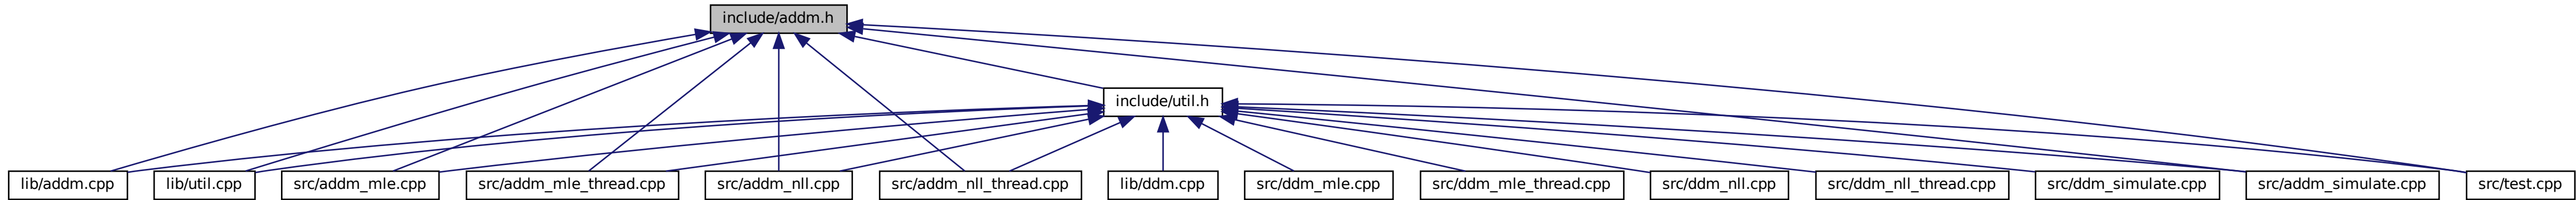 include/addm.h
include/util.h
lib/addm.cpp
lib/util.cpp
src/addm_mle.cpp
src/addm_mle_thread.cpp
src/addm_nll.cpp
src/addm_nll_thread.cpp
lib/ddm.cpp
src/ddm_mle.cpp
src/ddm_mle_thread.cpp
src/ddm_nll.cpp
src/ddm_nll_thread.cpp
src/ddm_simulate.cpp
src/addm_simulate.cpp
src/test.cpp